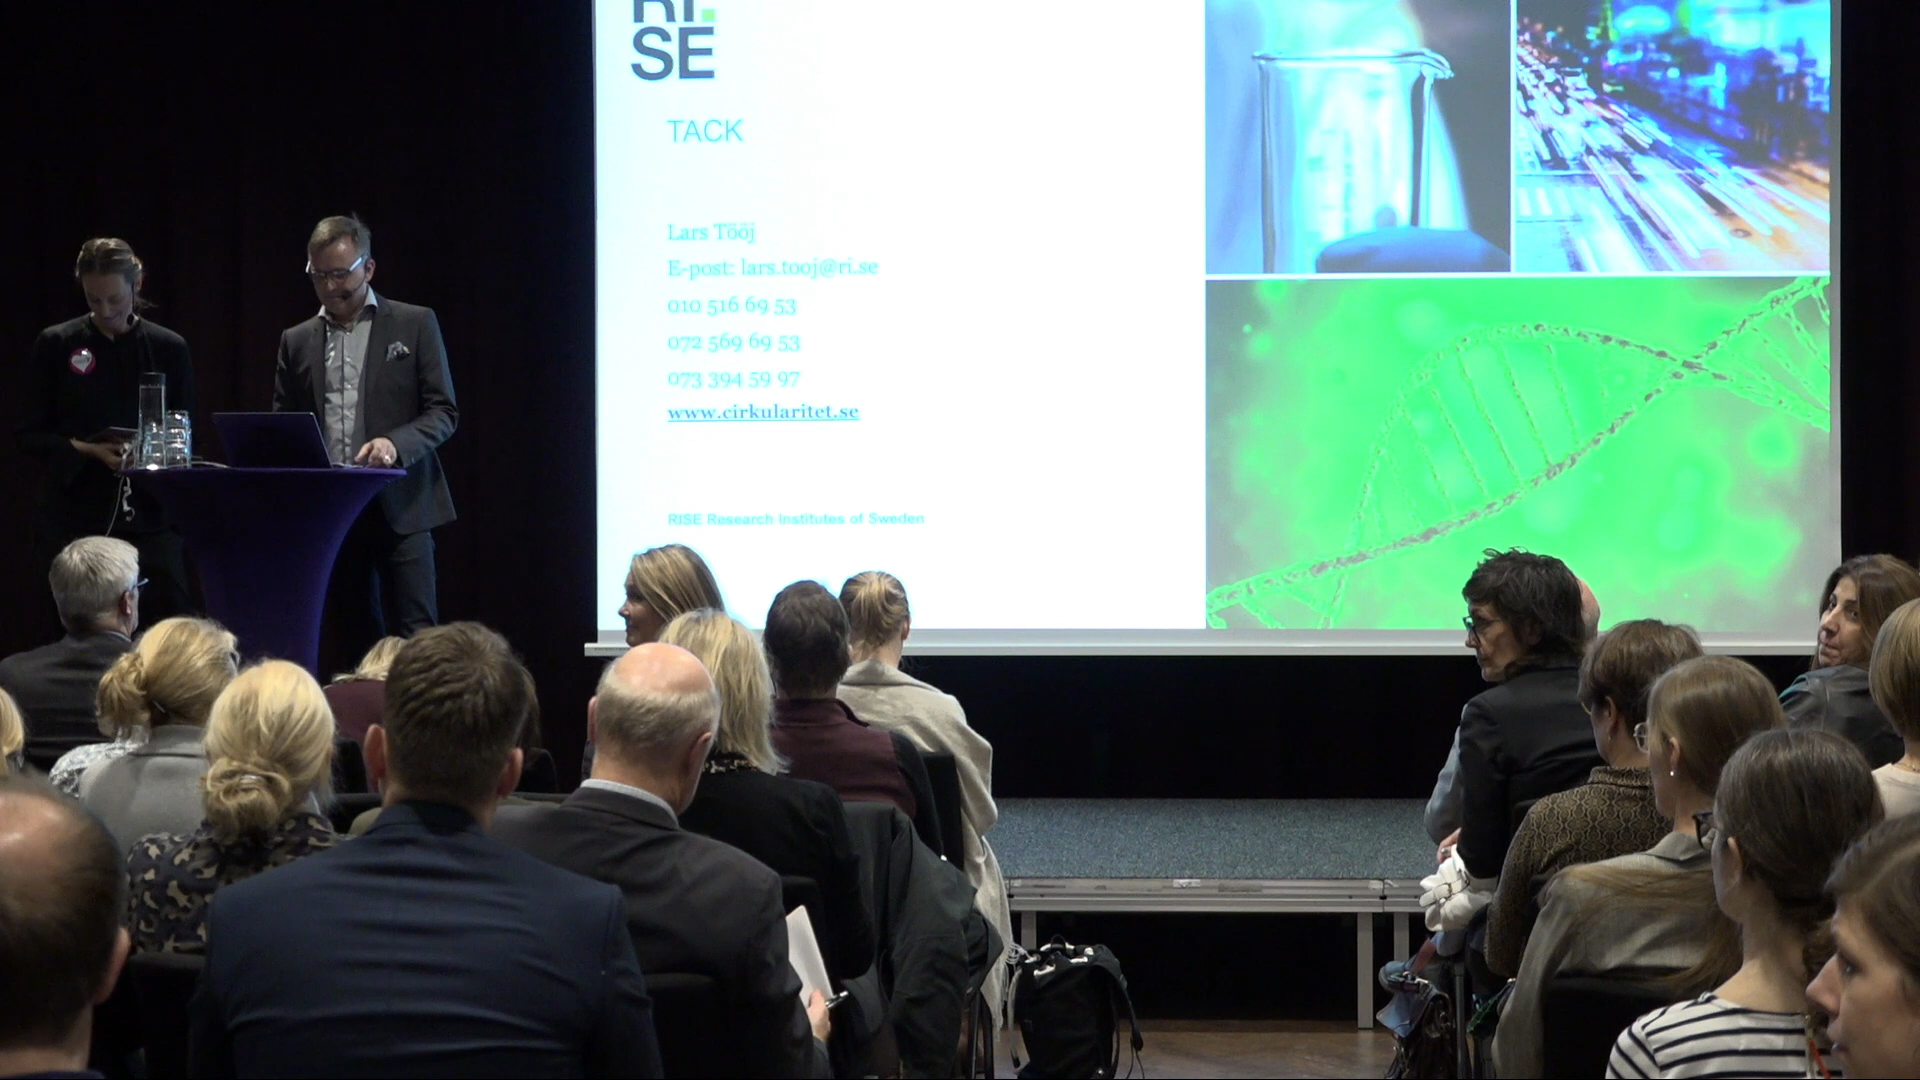 RI.
SE
TACK
Lars Tööj
E-post: lars.tooj@ri.se
010 516 69 53
072 569 69 53
073 394 59 97
www.cirkularitet.se
RISE Research Institutes of Sweden